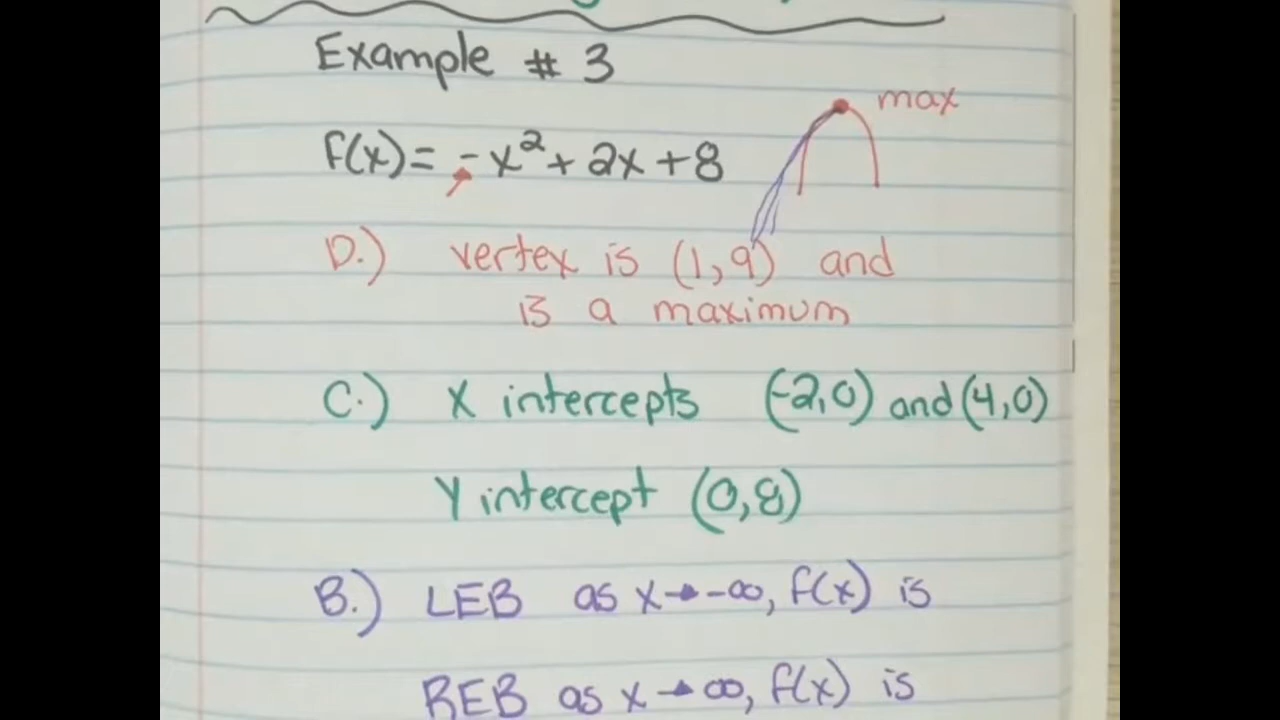 Example # 3
max
f(x) = -x² + 2x + 8
D.) vertex is (1,9) and
is a maximum
C.) X intercepts (-2,0) and (4,0)
Y intercept (0,8)
B.) LEB as x→-∞, f(x) is
REB as x→∞, f(x) is